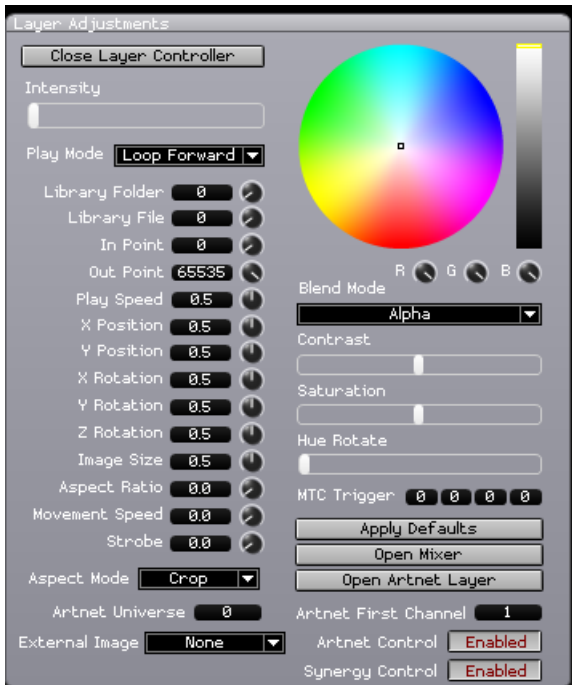 Layer Adjustments
Close Layer Controller
Intensity
Play Mode Loop Forward
Library Folder 0
Library File 0
In Point 0
Out Point 65535
Play Speed 0.5
X Position 0.5
Y Position 0.5
X Rotation 0.5
Y Rotation 0.5
Z Rotation 0.5
Image Size 0.5
Aspect Ratio 0.0
Movement Speed 0.0
Strobe 0.0
Aspect Mode Crop
Artnet Universe 0
External Image None
R G B
Blend Mode
Alpha
Contrast
Saturation
Hue Rotate
MTC Trigger 0 0 0 0
Apply Defaults
Open Mixer
Open Artnet Layer
Artnet First Channel 1
Artnet Control Enabled
Synergy Control Enabled